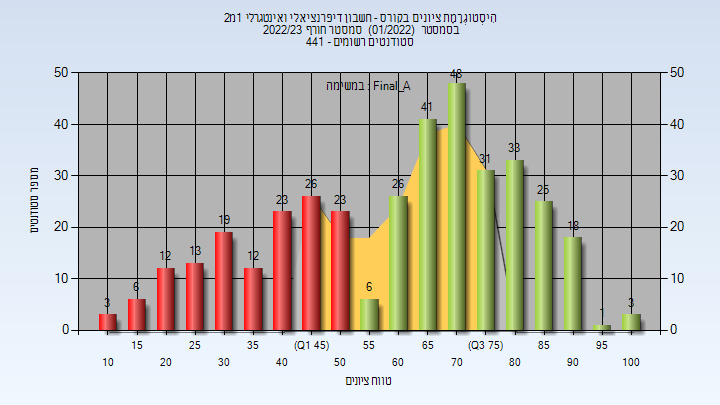 הִיסְטוֹגְרָמַת ציונים בקורס - חשבון דיפרנציאלי ואינטגרלי 1מ2
בסמסטר (01/2022) סמסטר חורף 2022/23
סטודנטים רשומים - 441
במשימה : Final_A
מספר סטודנטים
50 40 30 20 10 0
3 6 12 13 19 12 23 26 23 6 26 41 48 31 33 25 18 1 3
50 40 30 20 10 0
15 25 35 (Q1 45) 55 65 (Q3 75) 85 95
10 20 30 40 50 60 70 80 90 100
טווח ציונים